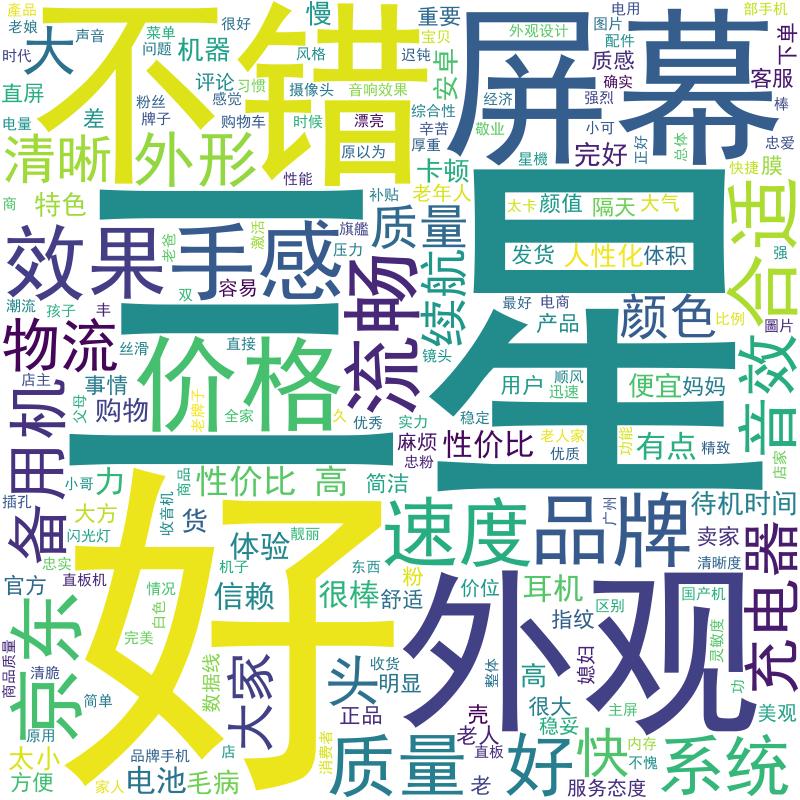 產品
老娘
时代
菜单
问题
声音
很好
慢
宝贝
重要
外观设计
图片
配件
电用
部手机
下单
大
不错
屏幕
机器
风格
迟钝
安卓
质感
确实
客服
棒
直屏
粉丝
牌子
评论
习惯
感觉
摄像头
音响效果
综合性
经济
强烈
电量
差
购物车
时候
漂亮
辛苦
敬业
小可
正好
总体
忠爱
清晰
外形
原以为
厚重
卡顿
星機
完好
快捷
膜
性能
商
特色
三星
补贴
老年人
太卡
颜值
隔天
大气
合适
效果
手感
老爸
激活
旗艦
质量
压力
发货
人性化
体积
强
潮流
孩子
丰
双
容易
流畅
续航
最好
电商
颜色
比例
圖片
物流
丝滑
价格
直接
镜头
产品
音效
店主
事情
用户
顺风
迅速
便宜
妈妈
备用机
父母
购物
老牌子
全家
久
优秀
实力
稳定
麻烦
性价比
老人家
优质
功能
有点
精致
店家
忠粉
小哥
力
商品
性价比 高
简洁
插孔
大方
收音机
货
好
速度
品牌
广州
待机时间
闪光灯
靓丽
体验
卖家
充电器
忠实
官方
直板机
情况
机子
信赖
东西
很棒
粉
舒适
价位
耳机
清晰度
京东
白色
完美
外观
指纹
区别
国产机
灵敏度
商品质量
清脆
数据线
大家
头
收货
明显
整体
高
媳妇
功
简单
正品
壳
很大
主屏
美观
原用
老人
稳妥
太小
品牌手机
店
消费者
质量
直板
好
快
内存
系统
方便
家人
电池
毛病
老
服务态度
不愧